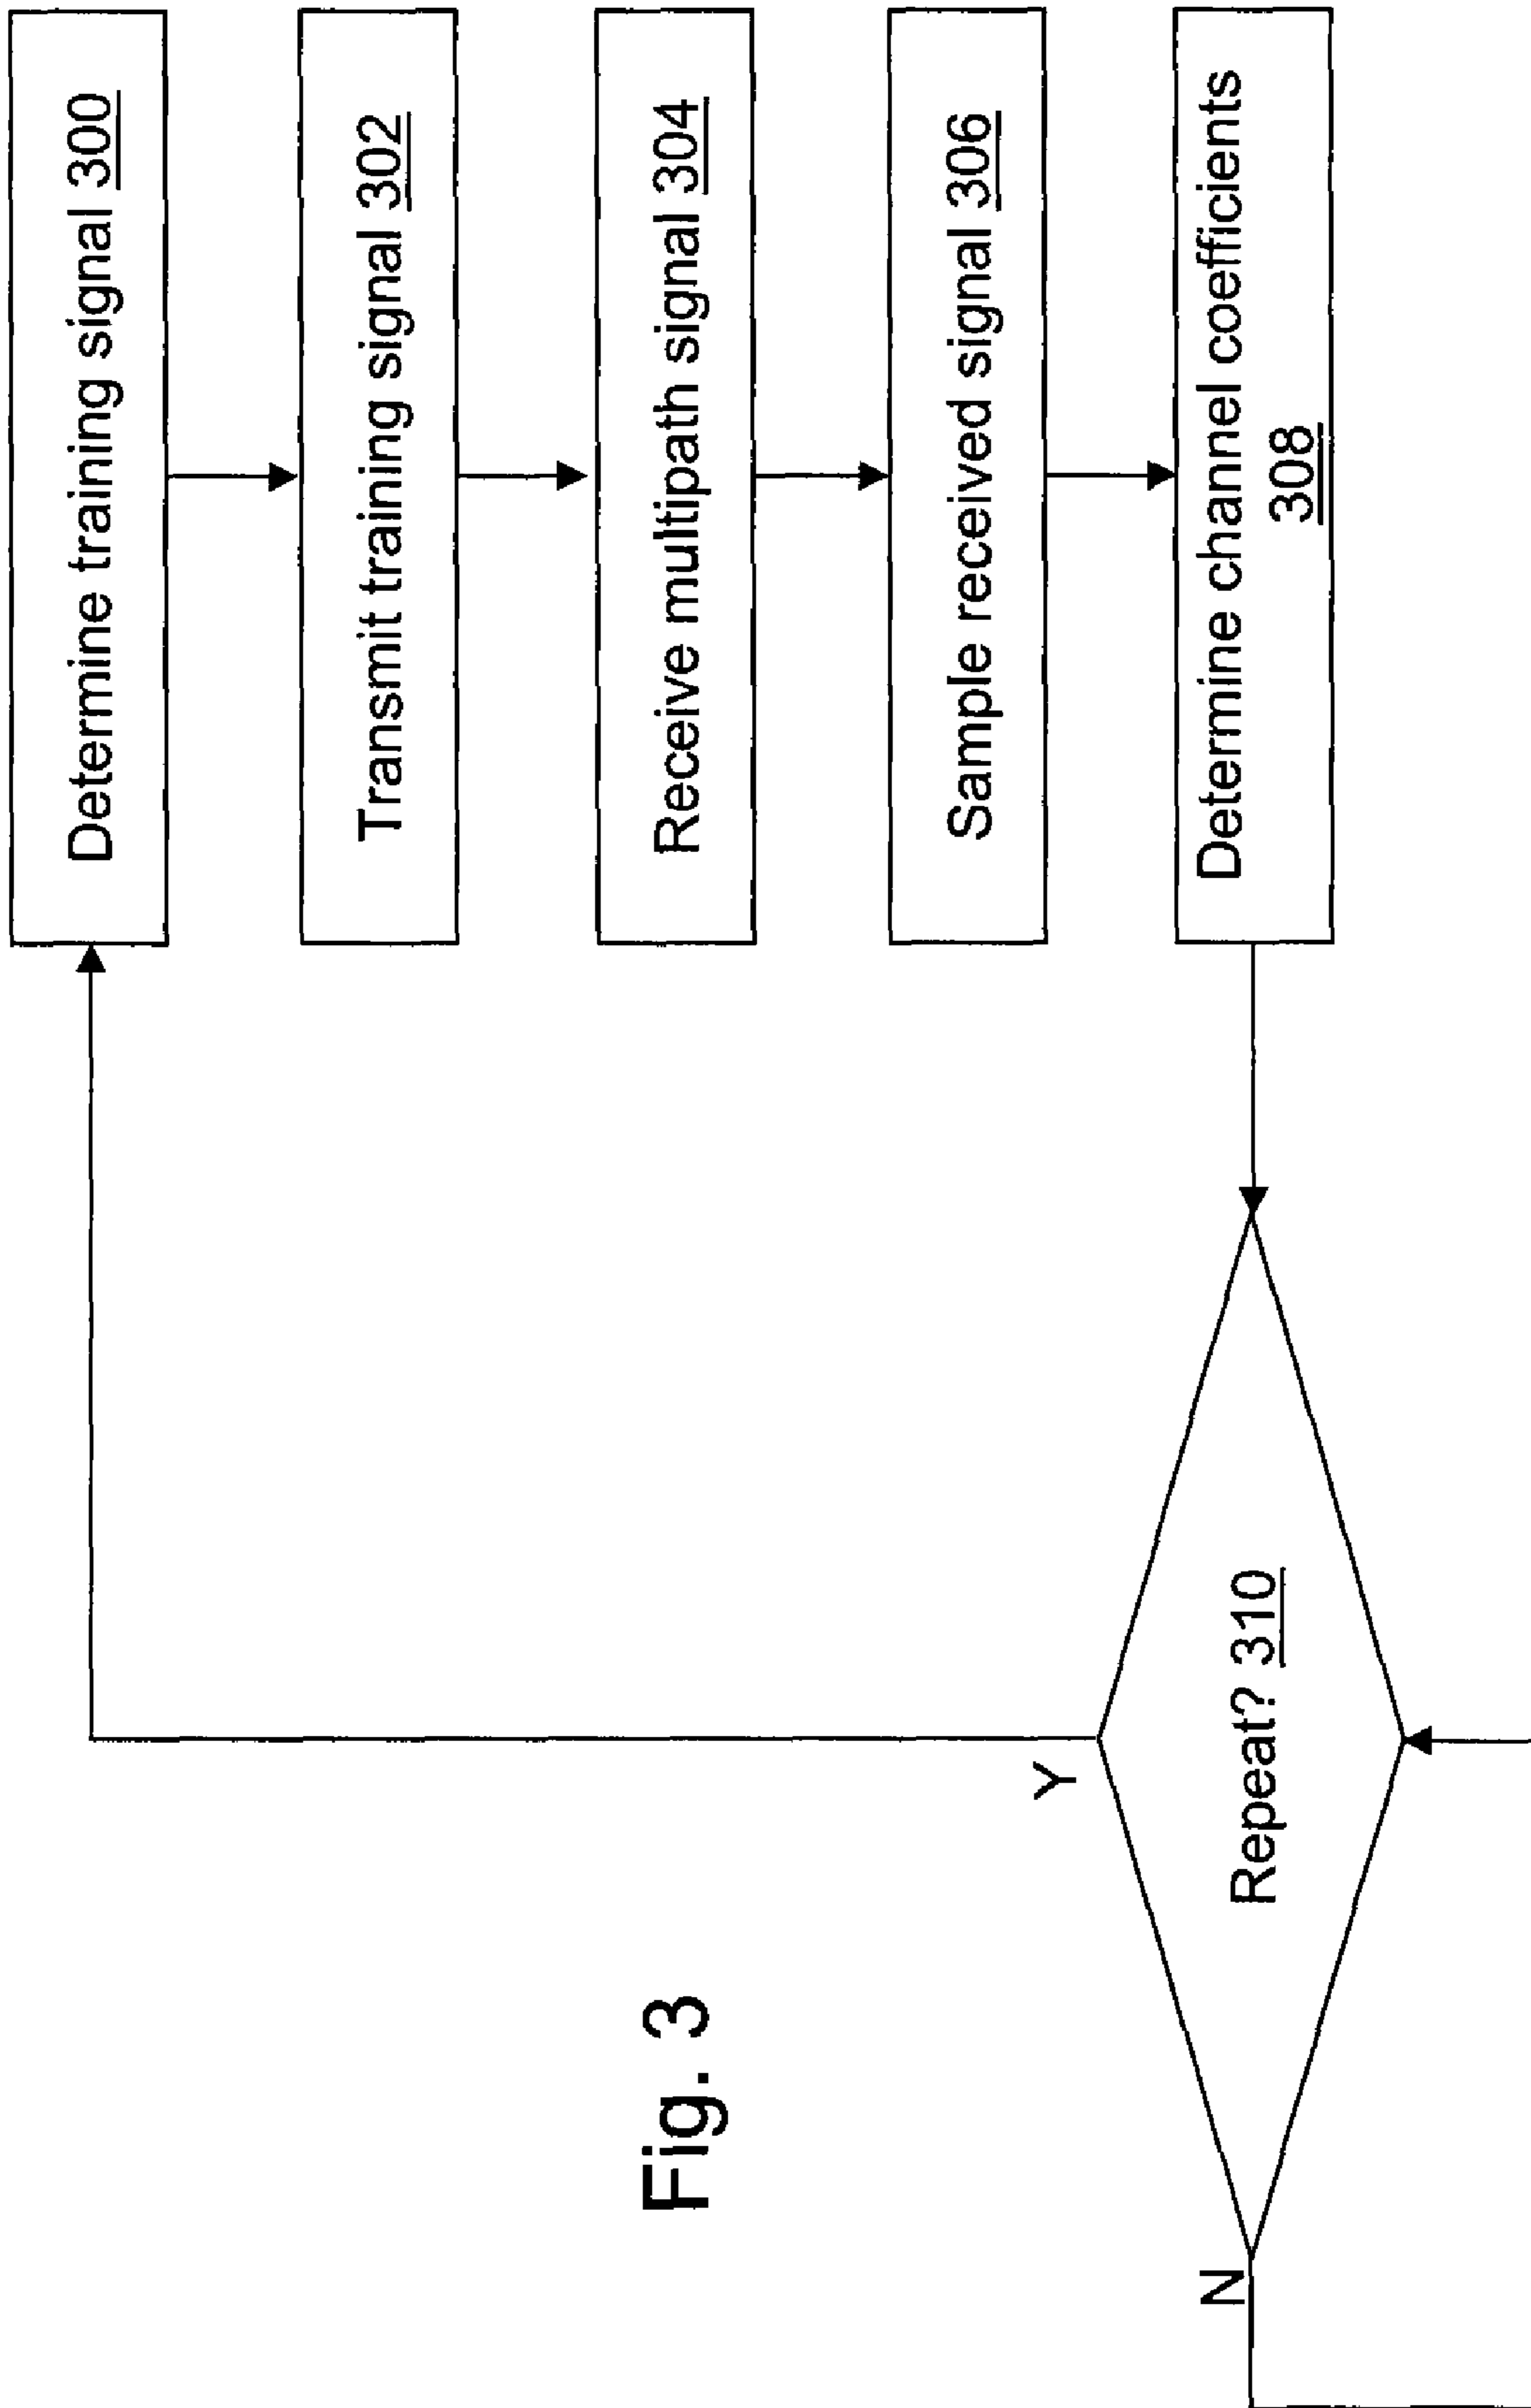 Determine training signal 300
Transmit training signal 302
Receive multipath signal 304
Sample received signal 306
Determine channel coefficients
308
Repeat? 310
Y
N
Fig. 3